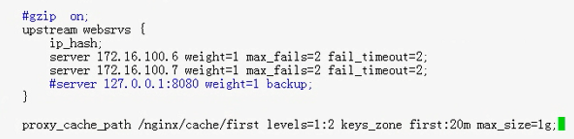 #gzip  on;
upstream websrvs {
    ip_hash;
    server 172.16.100.6 weight=1 max_fails=2 fail_timeout=2;
    server 172.16.100.7 weight=1 max_fails=2 fail_timeout=2;
    #server 127.0.0.1:8080 weight=1 backup;
}
proxy_cache_path /nginx/cache/first levels=1:2 keys_zone first:20m max_size=1g;